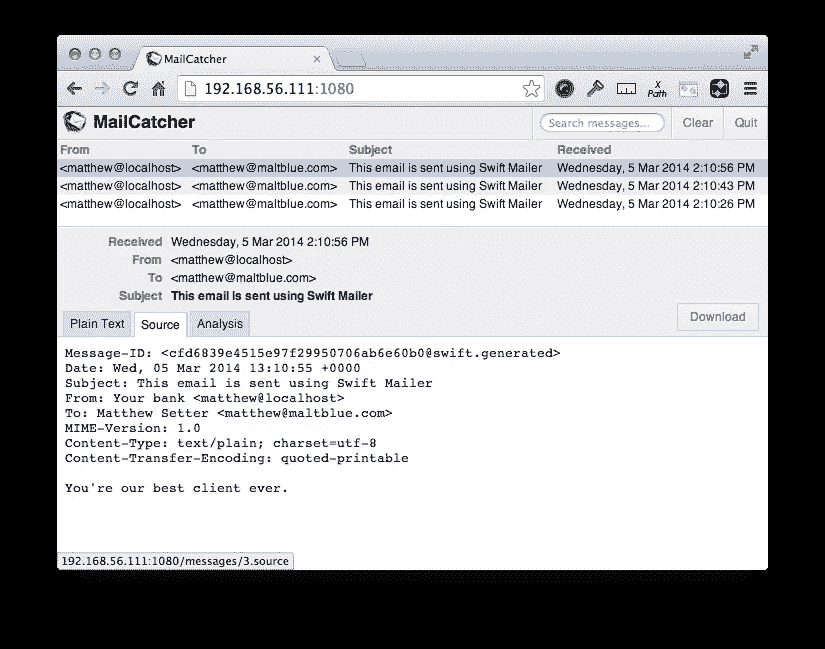 MailCatcher
192.168.56.111:1080
X Path
MailCatcher Search messages... Clear Quit
From To Subject Received
<matthew@localhost> <matthew@maltblue.com> This email is sent using Swift Mailer Wednesday, 5 Mar 2014 2:10:56 PM
<matthew@localhost> <matthew@maltblue.com> This email is sent using Swift Mailer Wednesday, 5 Mar 2014 2:10:43 PM
<matthew@localhost> <matthew@maltblue.com> This email is sent using Swift Mailer Wednesday, 5 Mar 2014 2:10:26 PM
Received Wednesday, 5 Mar 2014 2:10:56 PM
From <matthew@localhost>
To <matthew@maltblue.com>
Subject This email is sent using Swift Mailer
Plain Text Source Analysis Download
Message-ID: <cfd6839e4515e97f29950706ab6e60b0@swift.generated>
Date: Wed, 05 Mar 2014 13:10:55 +0000
Subject: This email is sent using Swift Mailer
From: Your bank <matthew@localhost>
To: Matthew Setter <matthew@maltblue.com>
MIME-Version: 1.0
Content-Type: text/plain; charset=utf-8
Content-Transfer-Encoding: quoted-printable
You're our best client ever.
192.168.56.111:1080/messages/3.source